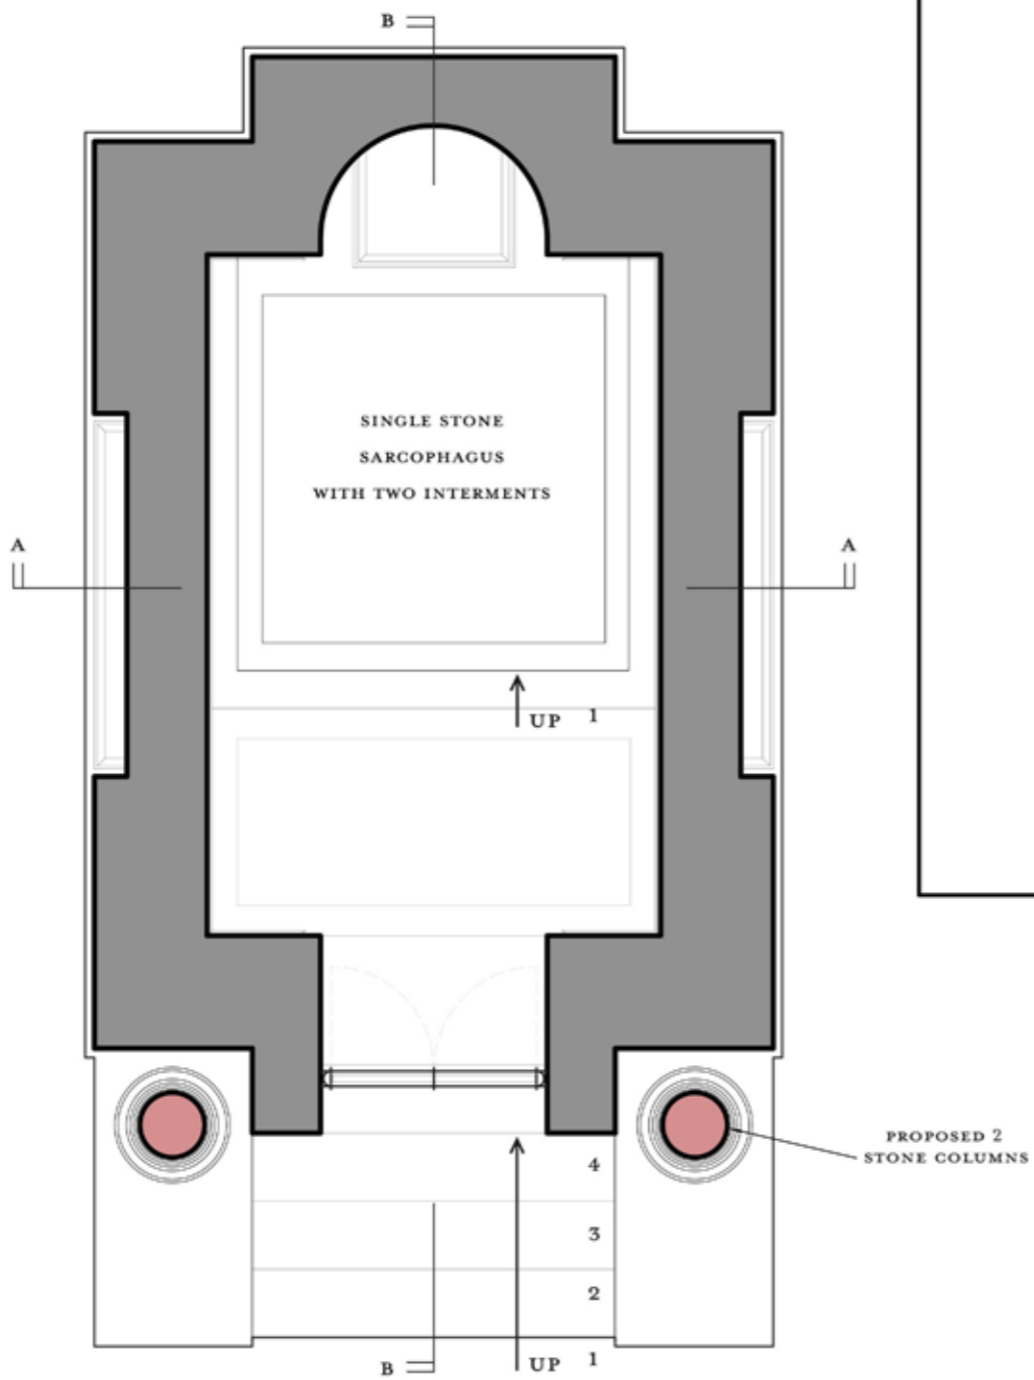 B
SINGLE STONE
SARCOPHAGUS
WITH TWO INTERMENTS
A
A
UP 1
PROPOSED 2
STONE COLUMNS
4
3
2
B
UP 1